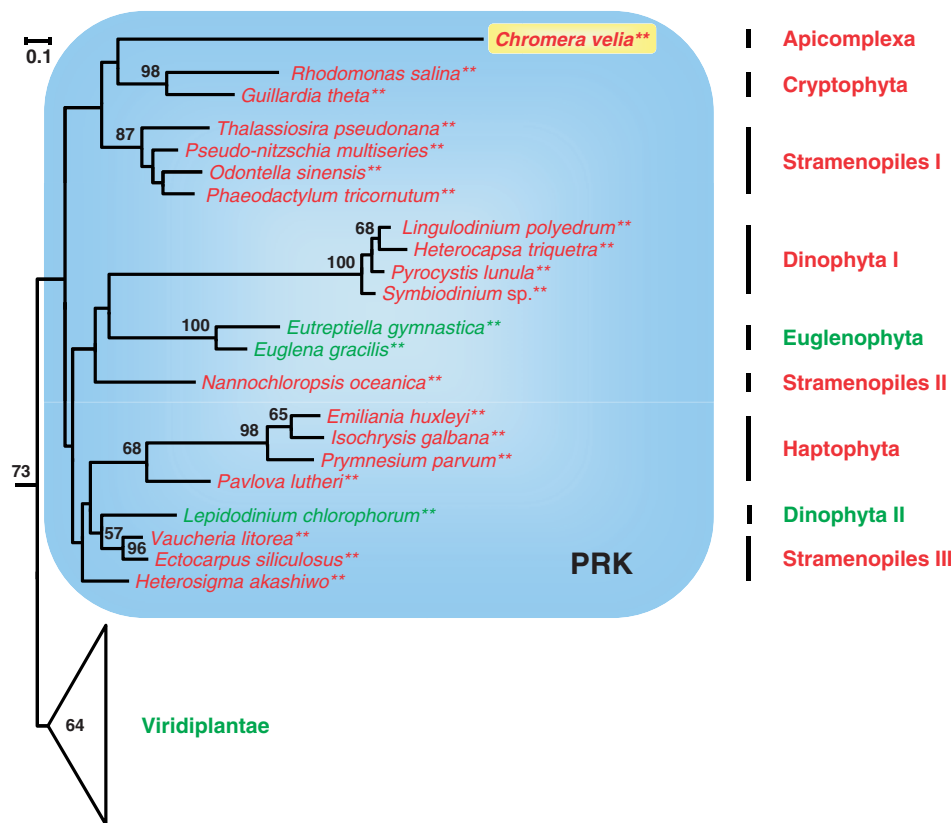 0.1
Chromera velia**
Apicomplexa
98
Rhodomonas salina**
Guillardia theta**
Cryptophyta
87
Thalassiosira pseudonana**
Pseudo-nitzschia multiseries**
Odontella sinensis**
Phaeodactylum tricornutum**
Stramenopiles I
68
Lingulodinium polyedrum**
Heterocapsa triquetra**
100
Pyrocystis lunula**
Symbiodinium sp.**
Dinophyta I
100
Eutreptiella gymnastica**
Euglena gracilis**
Euglenophyta
Nannochloropsis oceanica**
Stramenopiles II
65
Emiliania huxleyi**
98
Isochrysis galbana**
Prymnesium parvum**
68
Pavlova lutheri**
Haptophyta
73
Lepidodinium chlorophorum**
Dinophyta II
57
Vaucheria litorea**
96
Ectocarpus siliculosus**
Heterosigma akashiwo**
Stramenopiles III
PRK
64
Viridiplantae